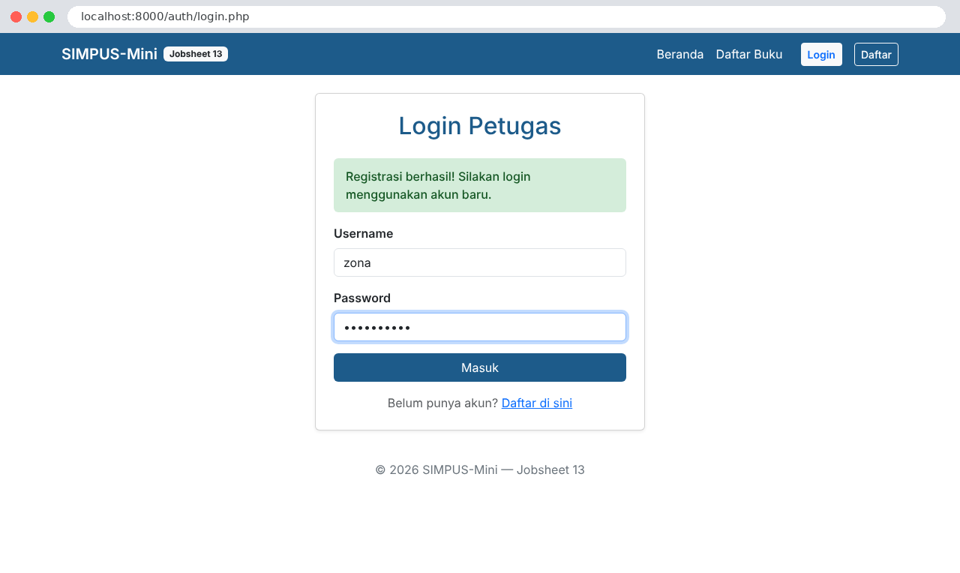 localhost:8000/auth/login.php
SIMPUS-Mini Jobsheet 13 Beranda Daftar Buku Login Daftar
Login Petugas
Registrasi berhasil! Silakan login
menggunakan akun baru.
Username
zona
Password
••••••••••
Masuk
Belum punya akun? Daftar di sini
© 2026 SIMPUS-Mini — Jobsheet 13